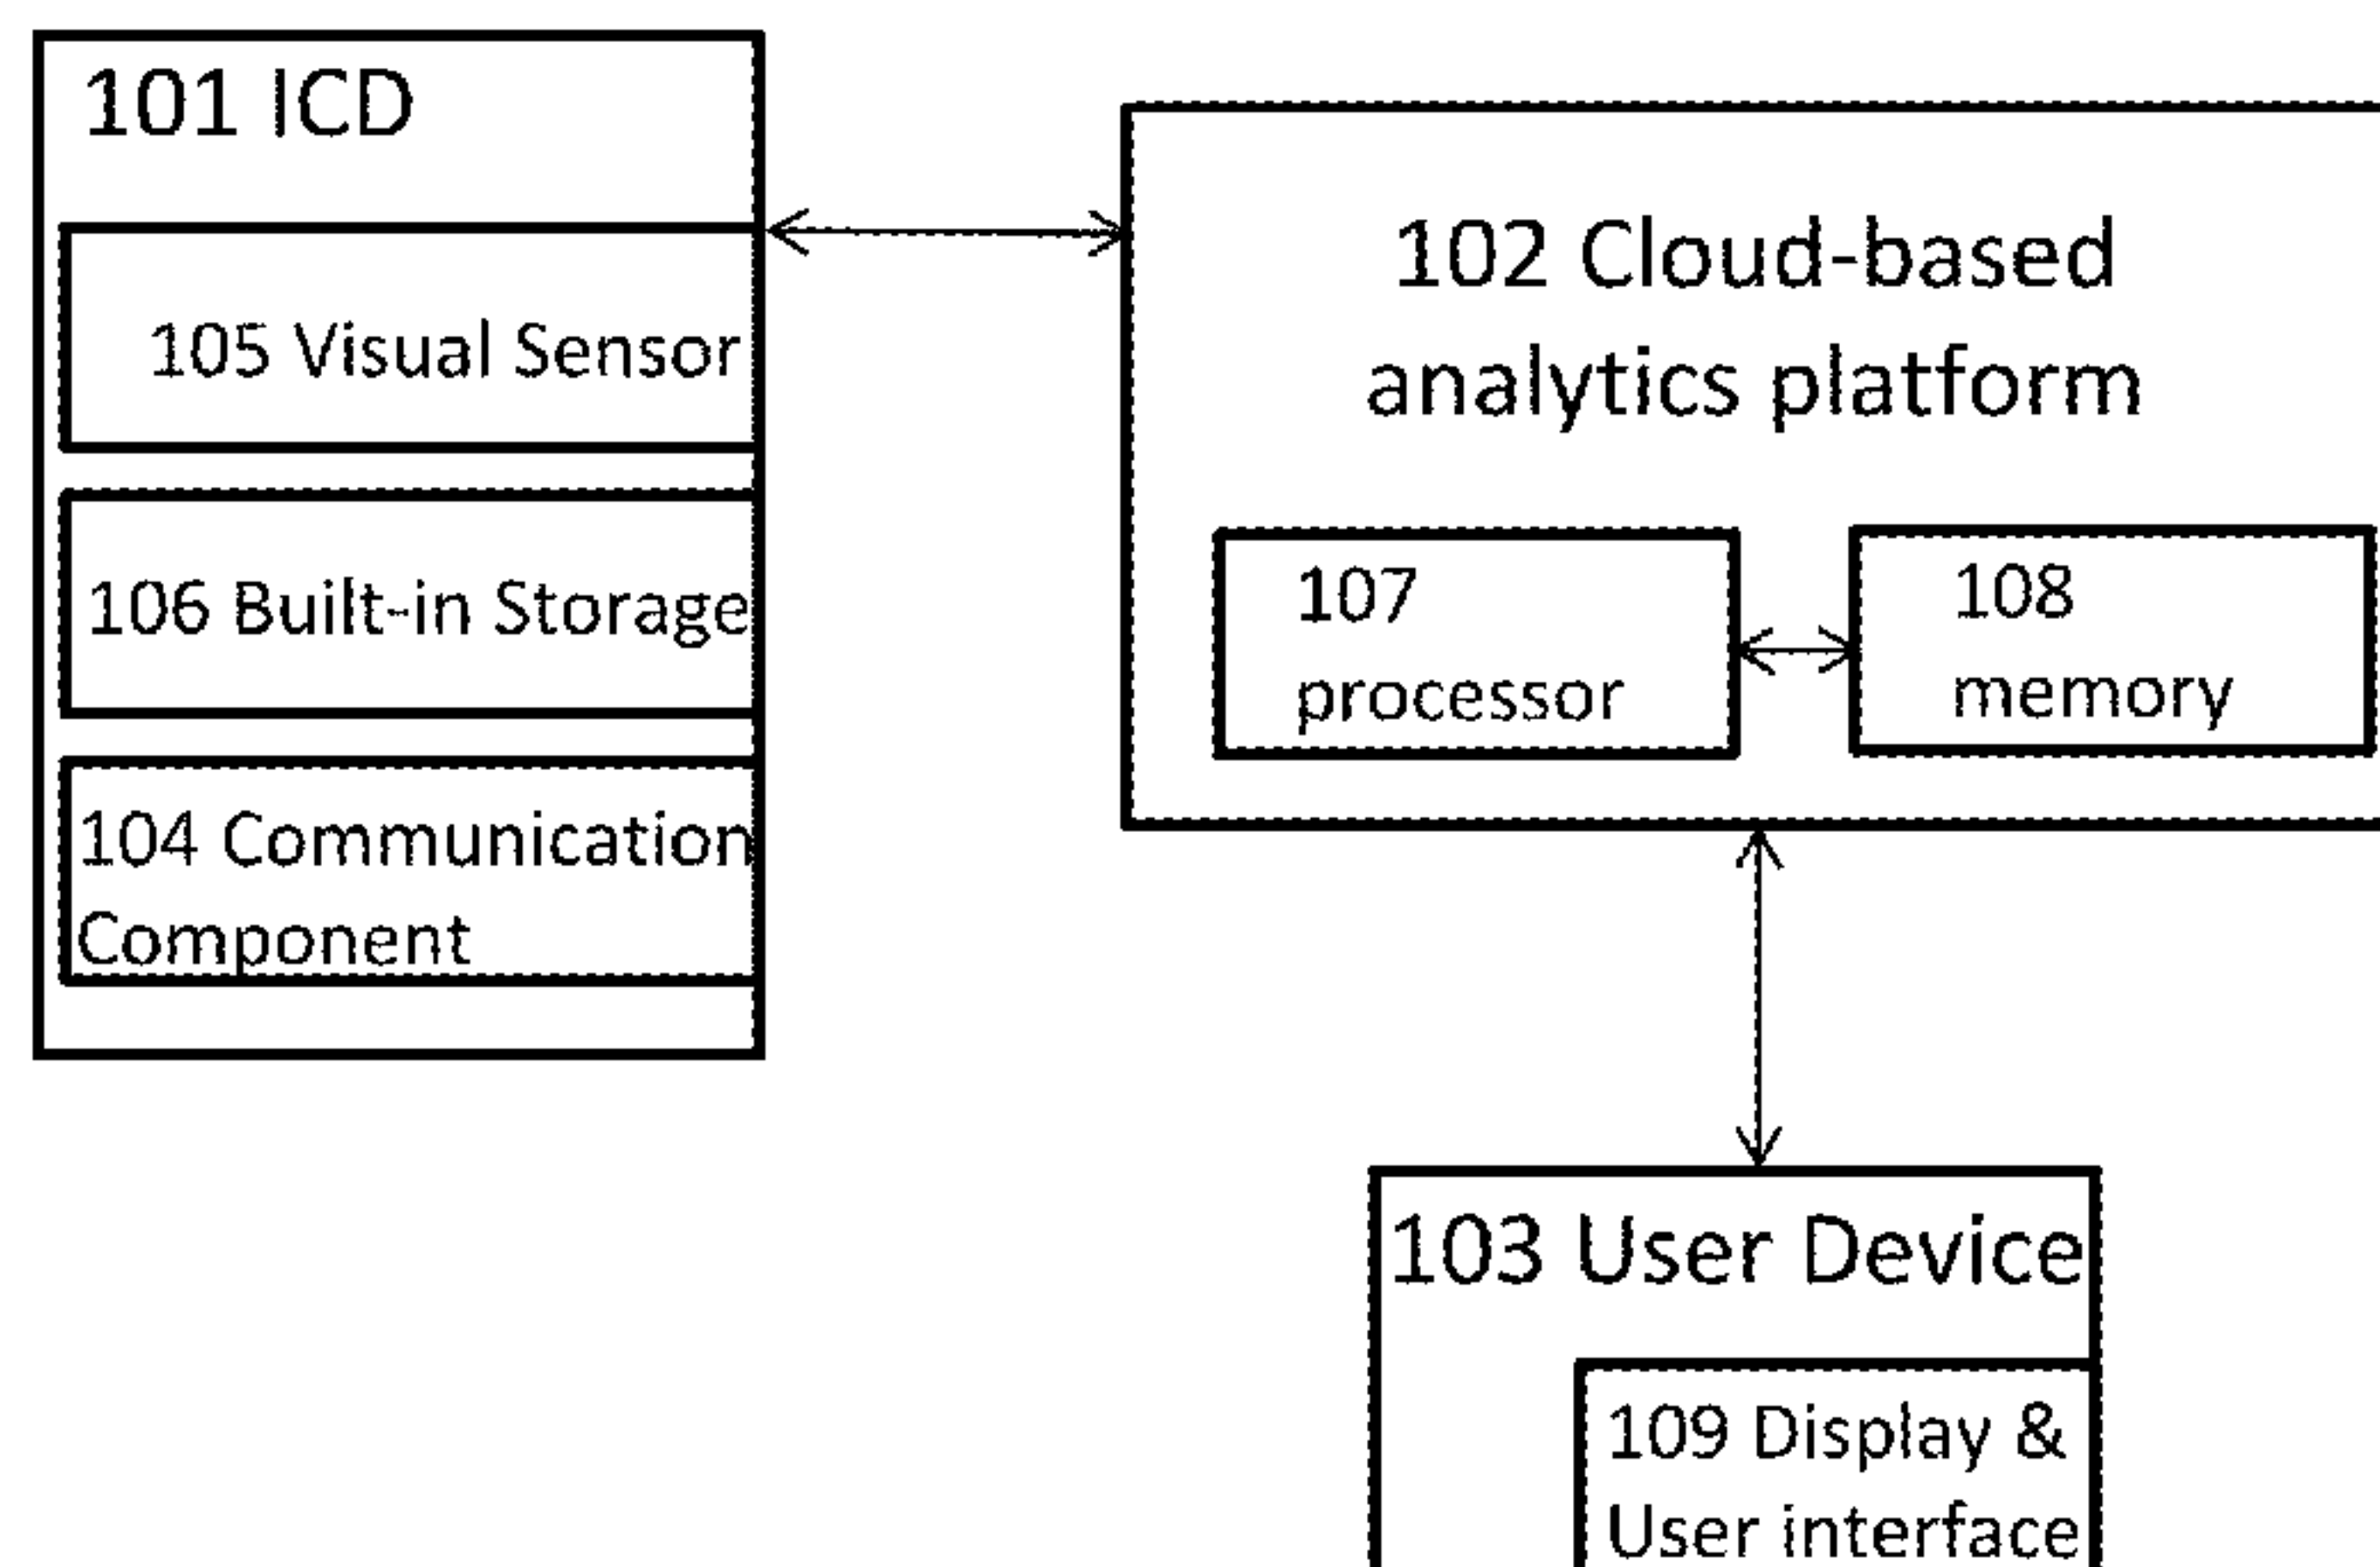 101 ICD
105 Visual Sensor
106 Built-in Storage
104 Communication
Component
102 Cloud-based
analytics platform
107
processor
108
memory
103 User Device
109 Display &
User interface